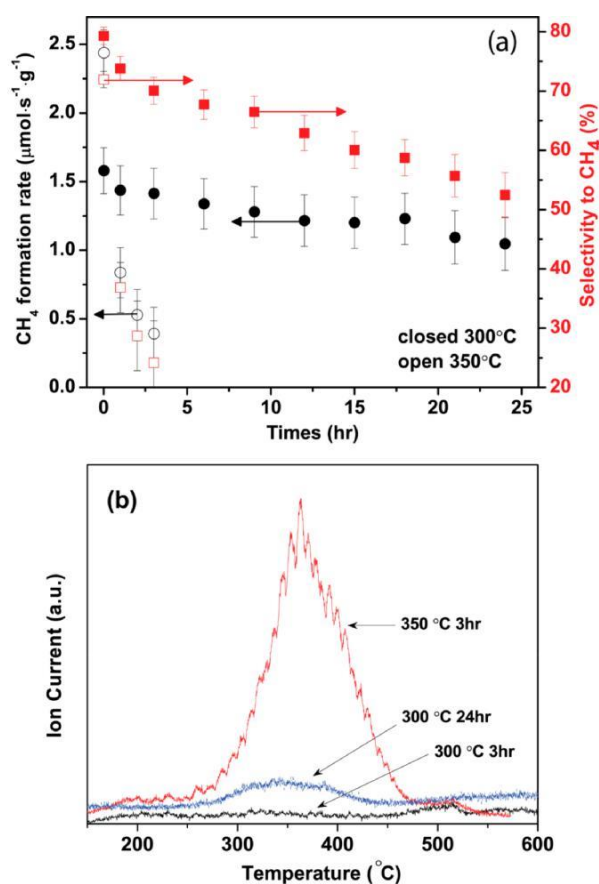 (a)
CH₄ formation rate (μmol·s⁻¹·g⁻¹)
2.5
2.0
1.5
1.0
0.5
0.0
80
70
60
50
40
30
20
Selectivity to CH₄ (%)
closed 300°C
open 350°C
0 5 10 15 20 25
Times (hr)
(b)
Ion Current (a.u.)
350 °C 3hr
300 °C 24hr
300 °C 3hr
200 300 400 500 600
Temperature (°C)